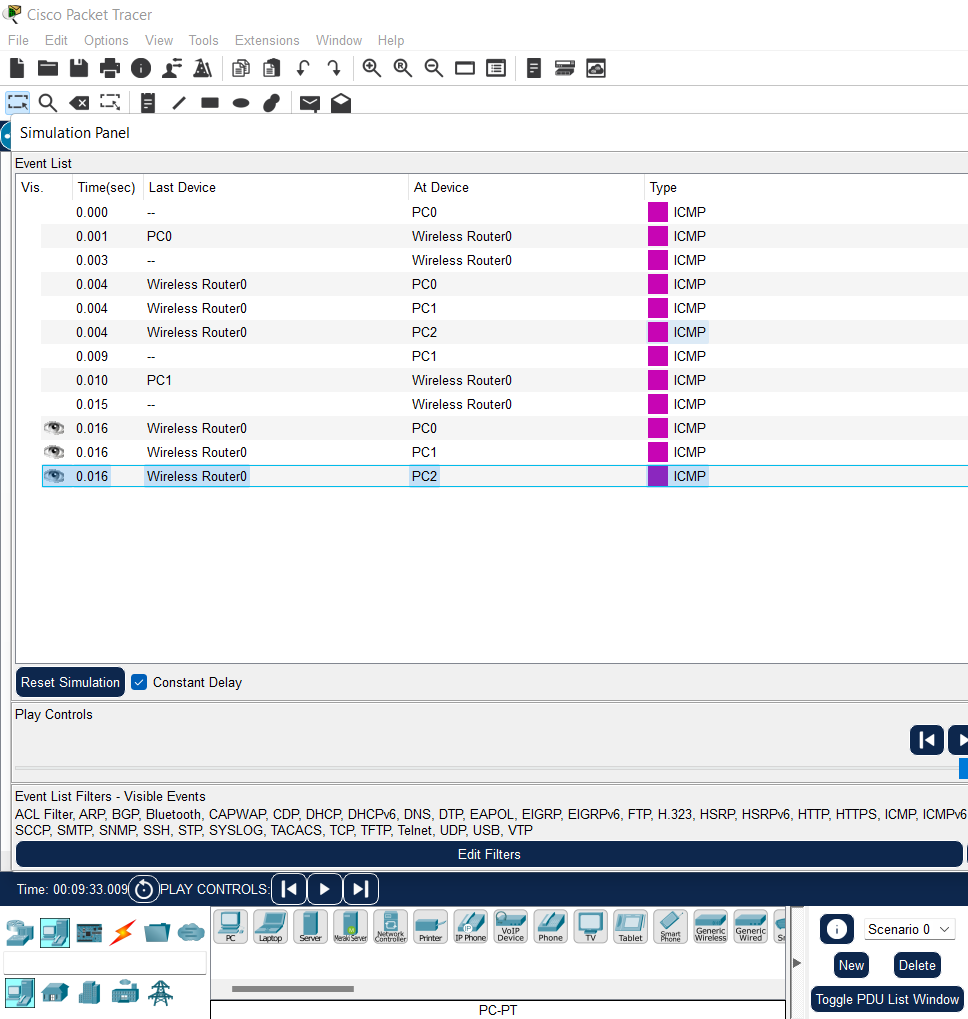 Cisco Packet Tracer
File Edit Options View Tools Extensions Window Help
Simulation Panel
Event List
Vis. Time(sec) Last Device At Device Type
0.000 -- PC0 ICMP
0.001 PC0 Wireless Router0 ICMP
0.003 -- Wireless Router0 ICMP
0.004 Wireless Router0 PC0 ICMP
0.004 Wireless Router0 PC1 ICMP
0.004 Wireless Router0 PC2 ICMP
0.009 -- PC1 ICMP
0.010 PC1 Wireless Router0 ICMP
0.015 -- Wireless Router0 ICMP
0.016 Wireless Router0 PC0 ICMP
0.016 Wireless Router0 PC1 ICMP
0.016 Wireless Router0 PC2 ICMP
Reset Simulation Constant Delay
Play Controls
Event List Filters - Visible Events
ACL Filter, ARP, BGP, Bluetooth, CAPWAP, CDP, DHCP, DHCPv6, DNS, DTP, EAPOL, EIGRP, EIGRPv6, FTP, H.323, HSRP, HSRPv6, HTTP, HTTPS, ICMP, ICMPv6
SCCP, SMTP, SNMP, SSH, STP, SYSLOG, TACACS, TCP, TFTP, Telnet, UDP, USB, VTP
Edit Filters
Time: 00:09:33.009 PLAY CONTROLS:
PC Laptop Server Meraki Server Network Controller Printer IP Phone VoIP Device Phone TV Tablet Smart Phone Generic Wireless Generic Wired
Scenario 0
New Delete
Toggle PDU List Window
PC-PT